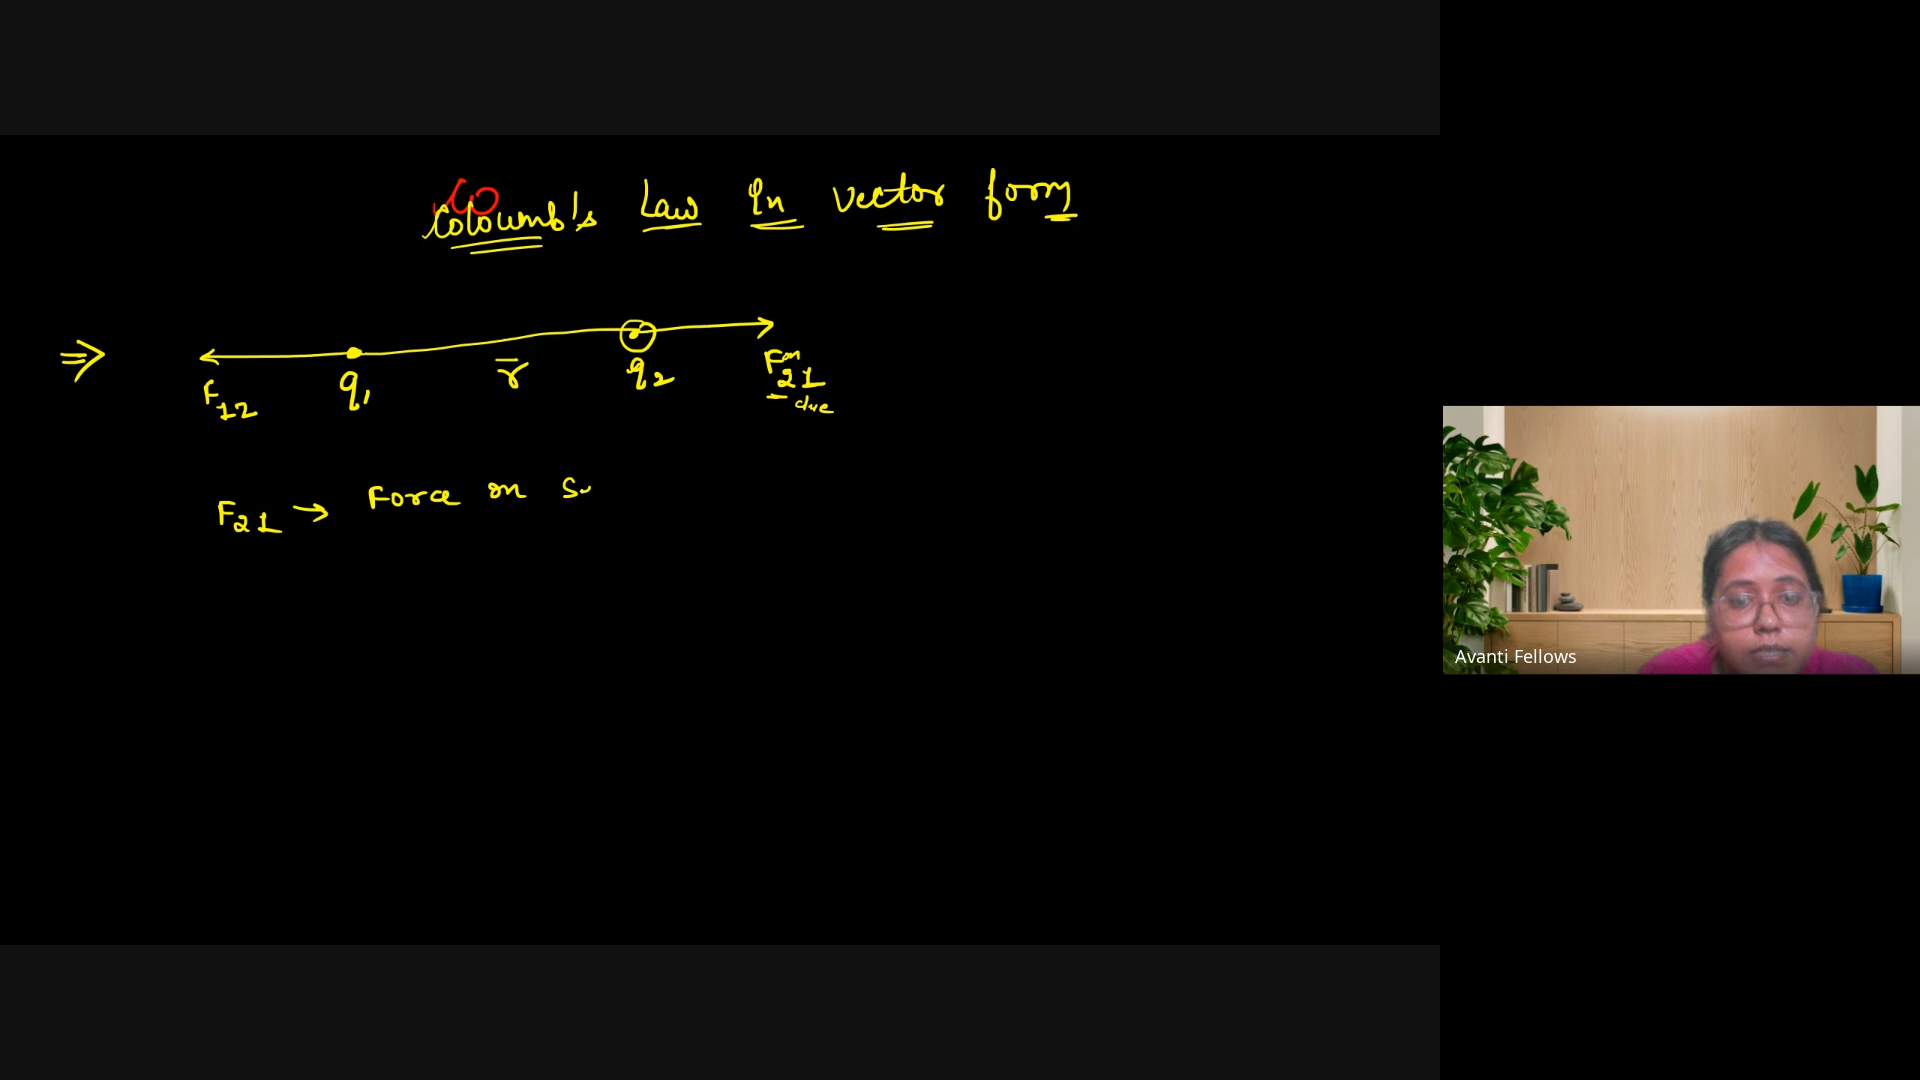 Coloumb's Law In vector form
F12 q1 r̅ q2 F21 on due
F21 → Force on
Avanti Fellows